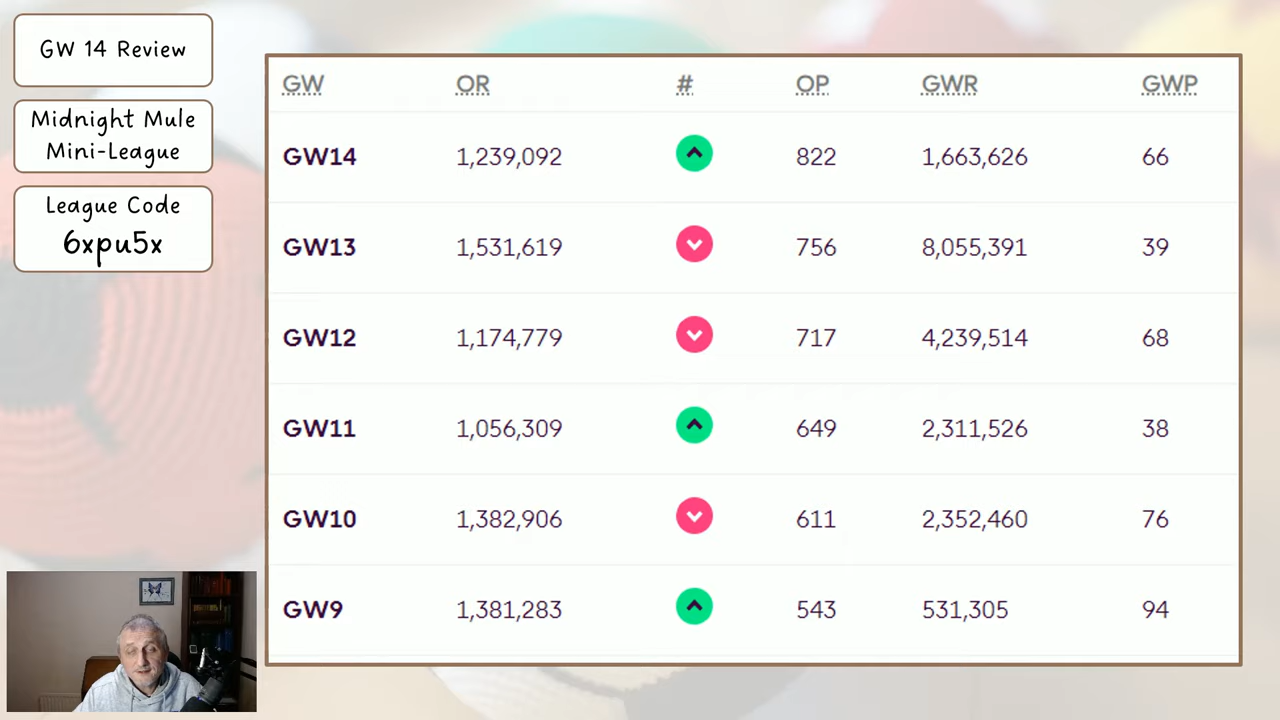 GW 14 Review
Midnight Mule
Mini-League
League Code
6xpu5x
GW OR # OP GWR GWP
GW14 1,239,092 822 1,663,626 66
GW13 1,531,619 756 8,055,391 39
GW12 1,174,779 717 4,239,514 68
GW11 1,056,309 649 2,311,526 38
GW10 1,382,906 611 2,352,460 76
GW9 1,381,283 543 531,305 94